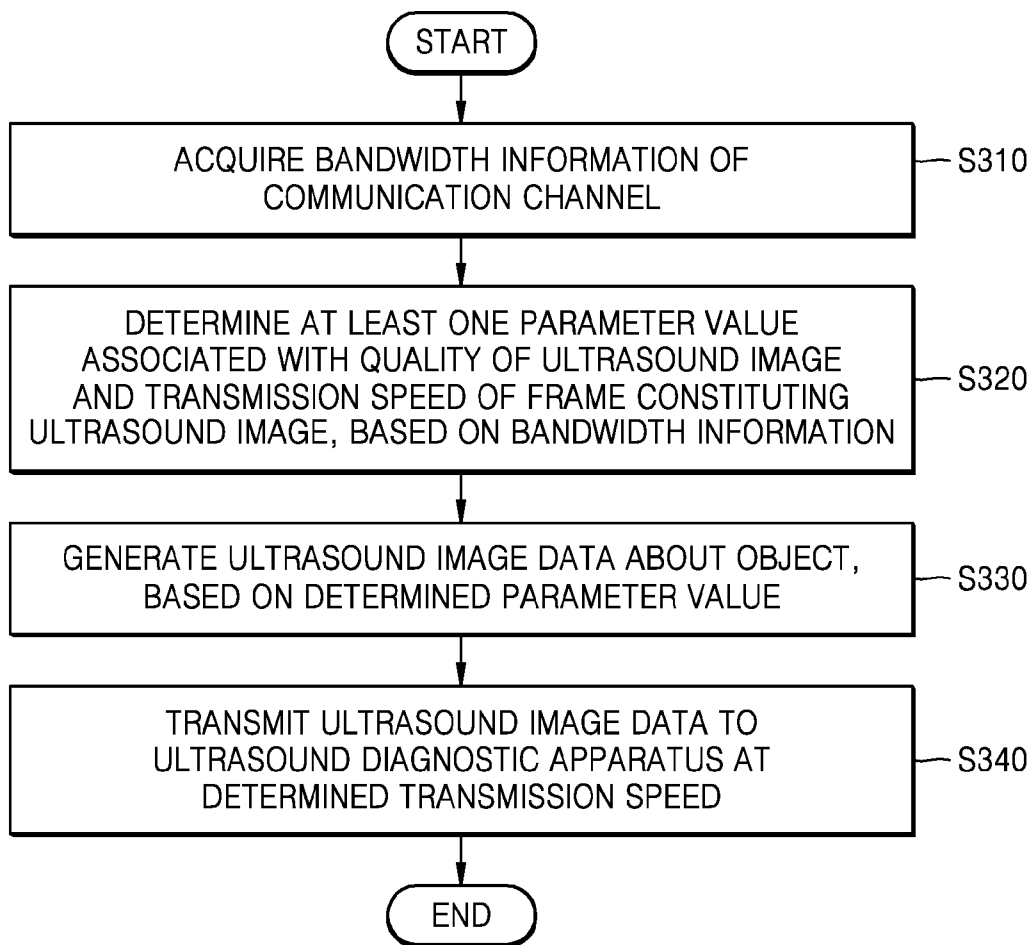 START
ACQUIRE BANDWIDTH INFORMATION OF
COMMUNICATION CHANNEL
S310
DETERMINE AT LEAST ONE PARAMETER VALUE
ASSOCIATED WITH QUALITY OF ULTRASOUND IMAGE
AND TRANSMISSION SPEED OF FRAME CONSTITUTING
ULTRASOUND IMAGE, BASED ON BANDWIDTH INFORMATION
S320
GENERATE ULTRASOUND IMAGE DATA ABOUT OBJECT,
BASED ON DETERMINED PARAMETER VALUE
S330
TRANSMIT ULTRASOUND IMAGE DATA TO
ULTRASOUND DIAGNOSTIC APPARATUS AT
DETERMINED TRANSMISSION SPEED
S340
END